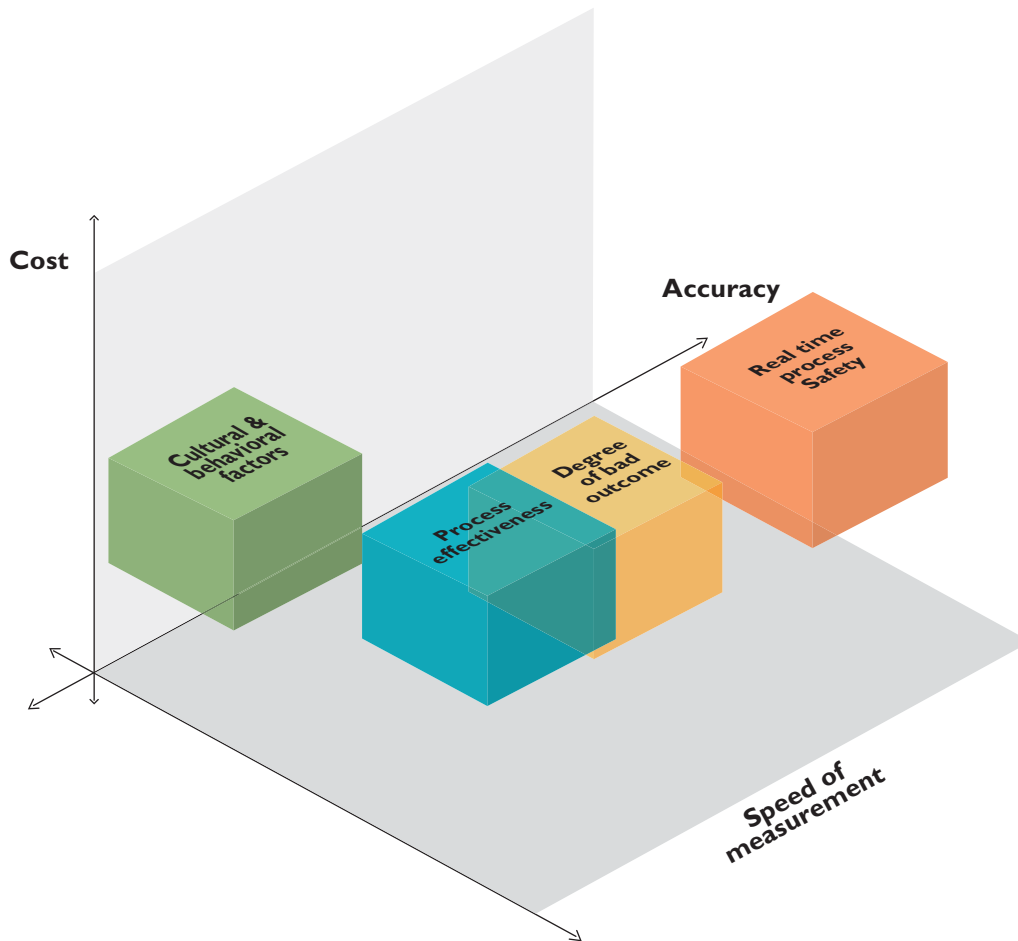 Cost
Accuracy
Real time
process
Safety
Cultural &
behavioral
factors
Degree
of bad
outcome
Process
effectiveness
Speed of
measurement